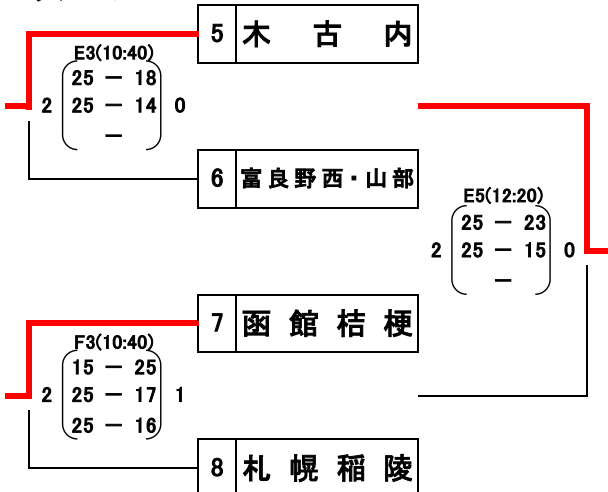 5 木古内
E3(10:40)
25 － 18
2 25 － 14 0
－
6 富良野西・山部
E5(12:20)
25 － 23
2 25 － 15 0
－
7 函館桔梗
F3(10:40)
15 － 25
2 25 － 17 1
25 － 16
8 札幌稲陵